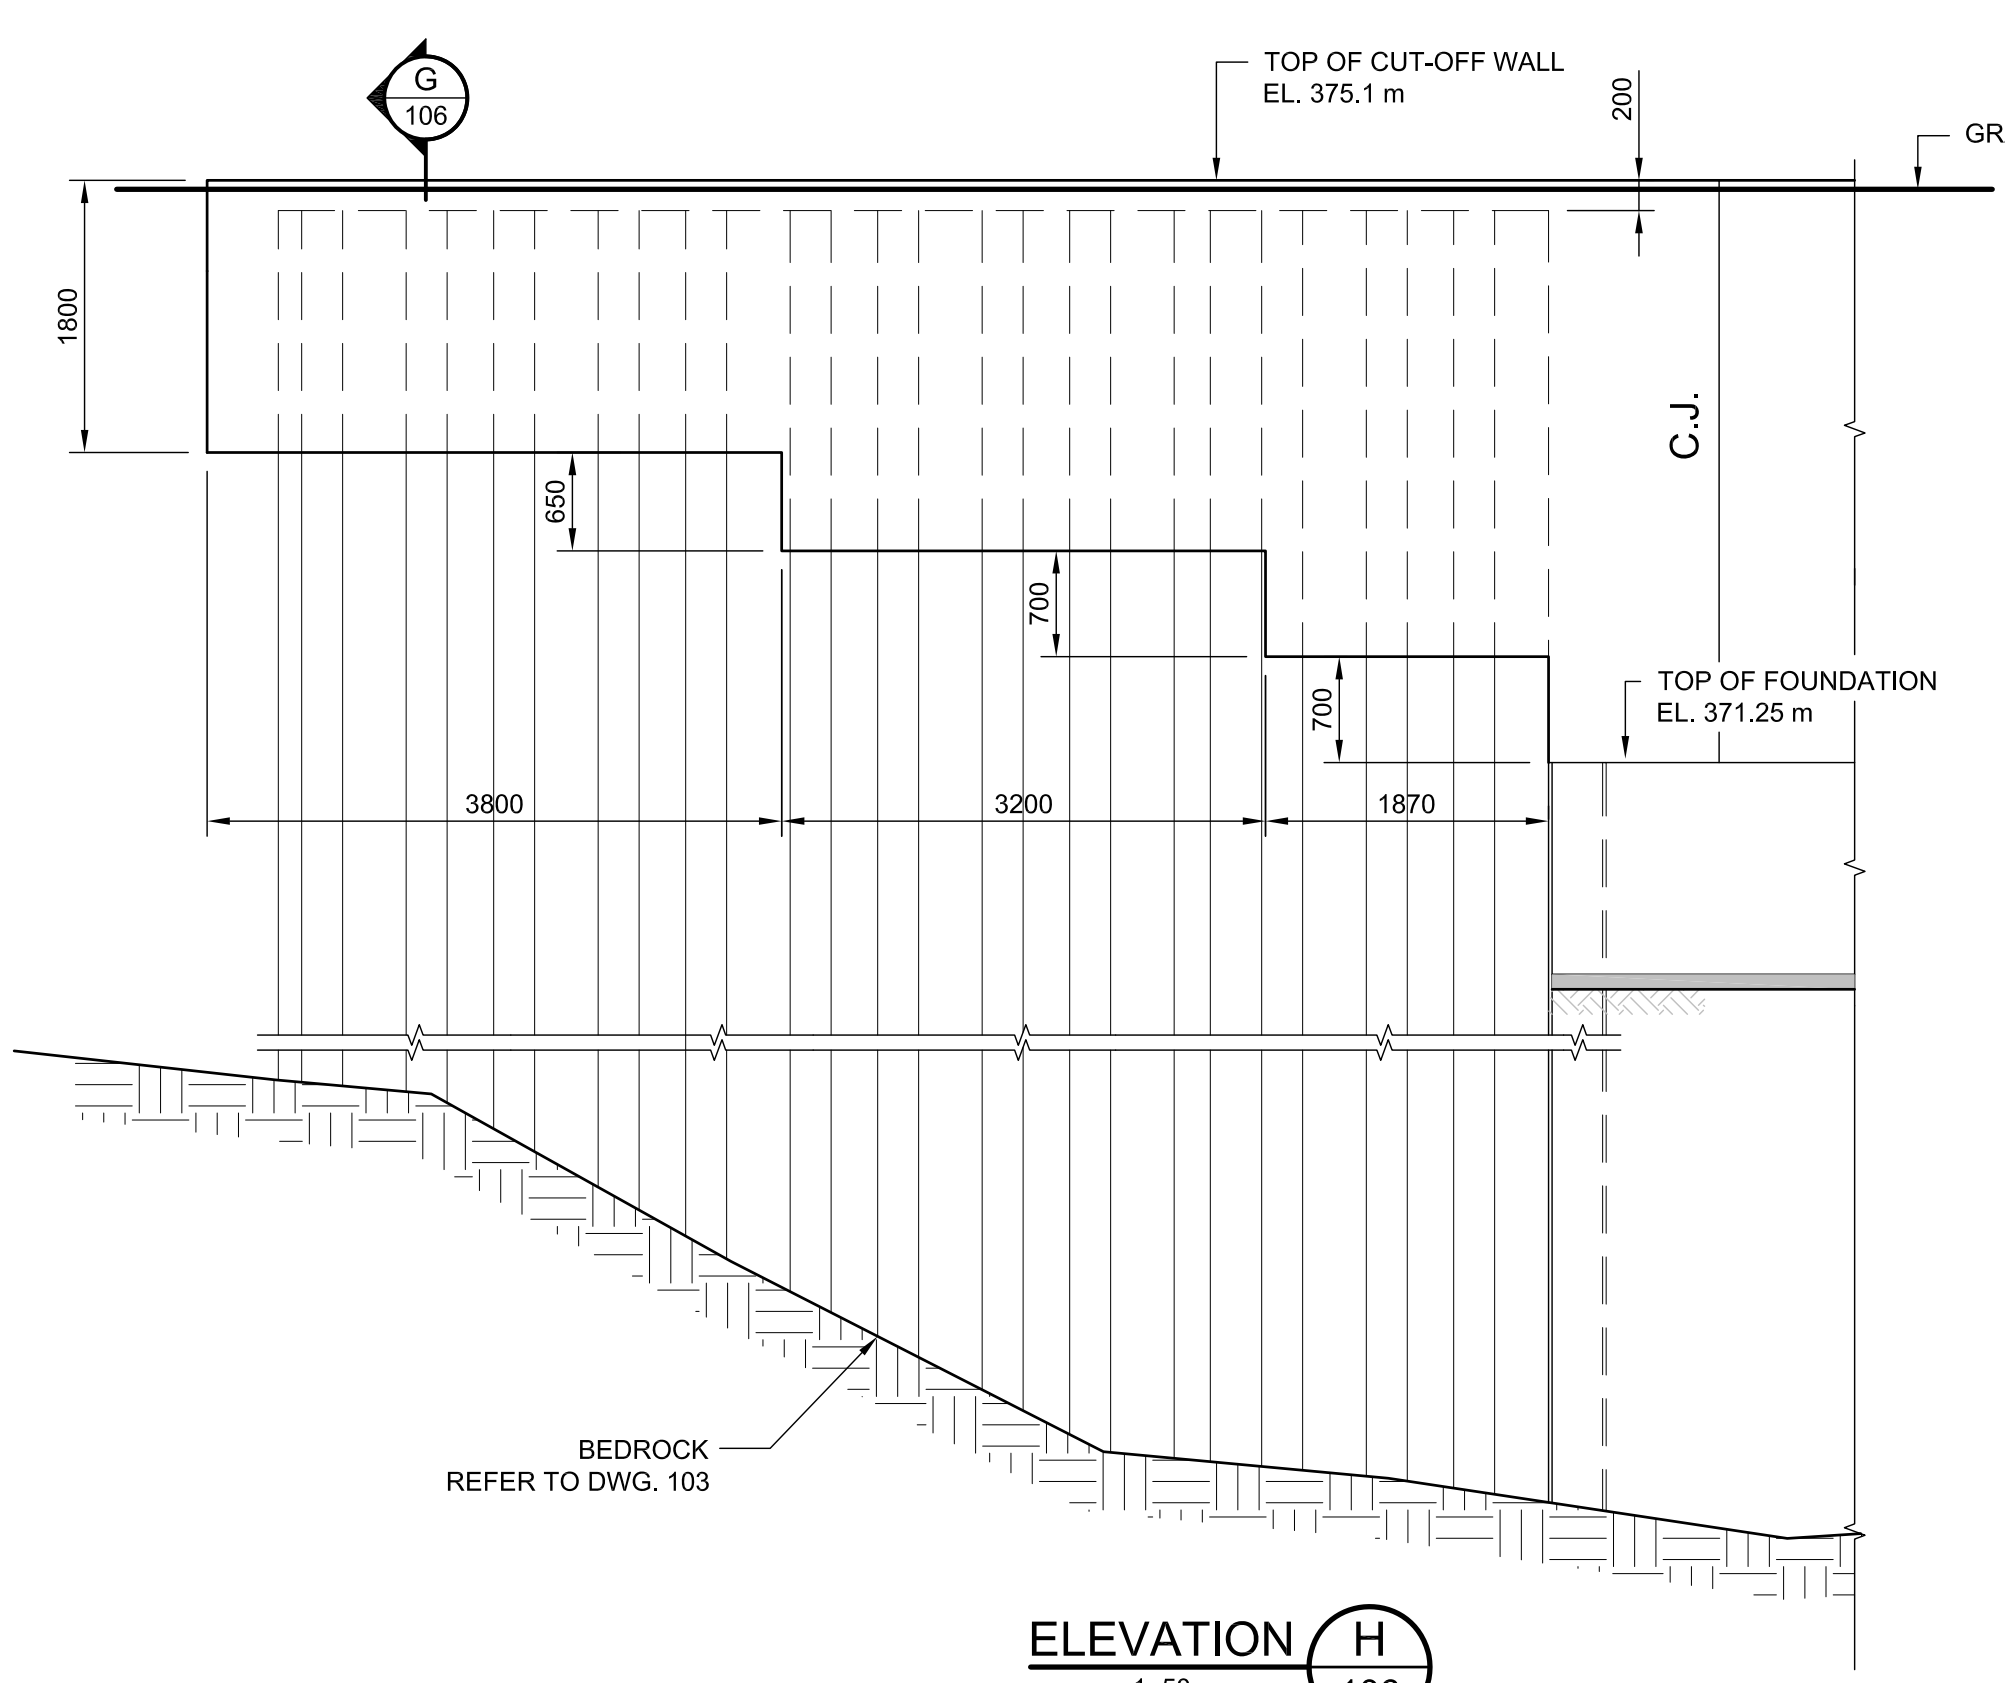 G
106
TOP OF CUT-OFF WALL
EL. 375.1 m
200
GR
1800
C.J.
650
700
TOP OF FOUNDATION
EL. 371.25 m
700
3800
3200
1870
BEDROCK
REFER TO DWG. 103
ELEVATION
H